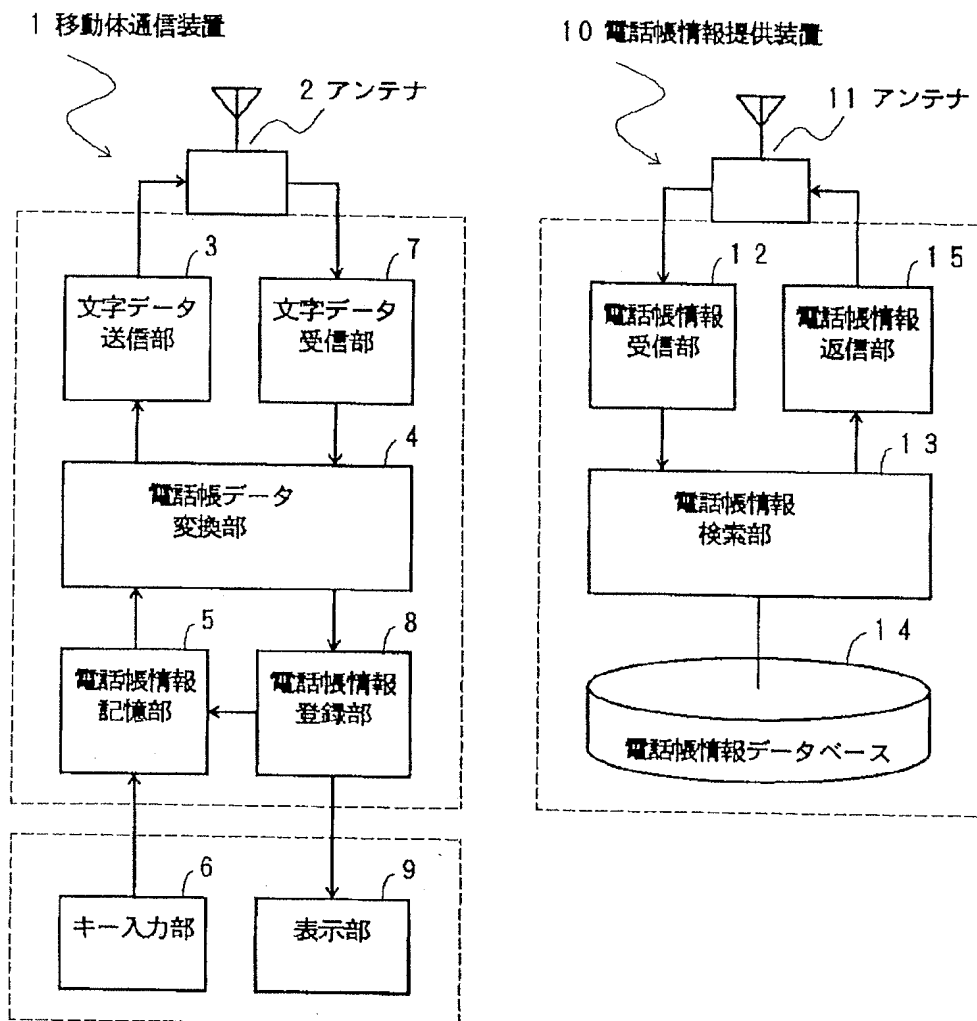 1 移動体通信装置
2 アンテナ
3
文字データ
送信部
7
文字データ
受信部
4
電話帳データ
変換部
5
電話帳情報
記憶部
8
電話帳情報
登録部
6
キー入力部
9
表示部
10 電話帳情報提供装置
11 アンテナ
12
電話帳情報
受信部
15
電話帳情報
返信部
13
電話帳情報
検索部
14
電話帳情報データベース